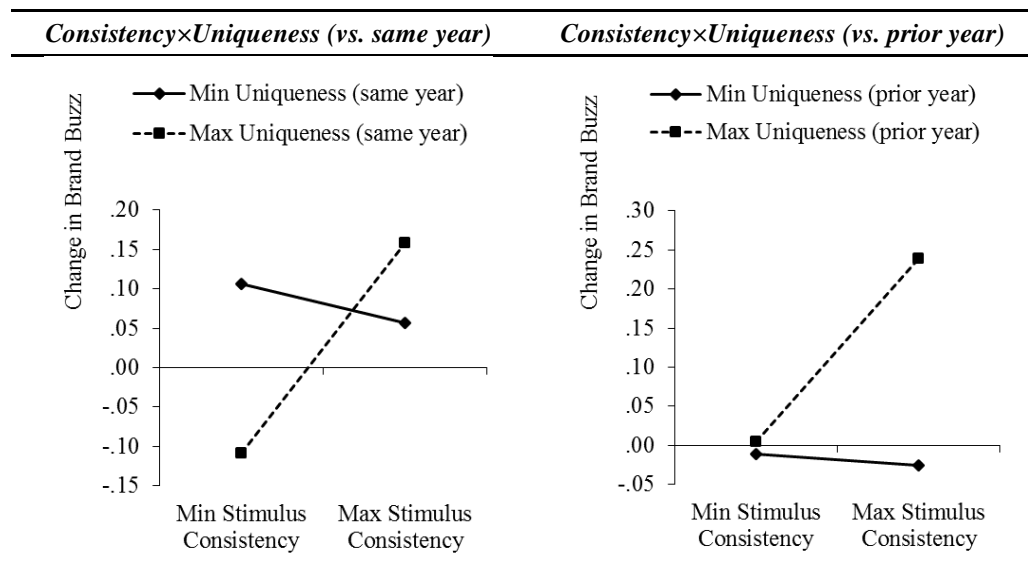 Consistency×Uniqueness (vs. same year)
Consistency×Uniqueness (vs. prior year)
Min Uniqueness (same year)
Max Uniqueness (same year)
Change in Brand Buzz
.20
.15
.10
.05
.00
-.05
-.10
-.15
Min Stimulus
Consistency
Max Stimulus
Consistency
Min Uniqueness (prior year)
Max Uniqueness (prior year)
Change in Brand Buzz
.30
.25
.20
.15
.10
.05
.00
-.05
Min Stimulus
Consistency
Max Stimulus
Consistency